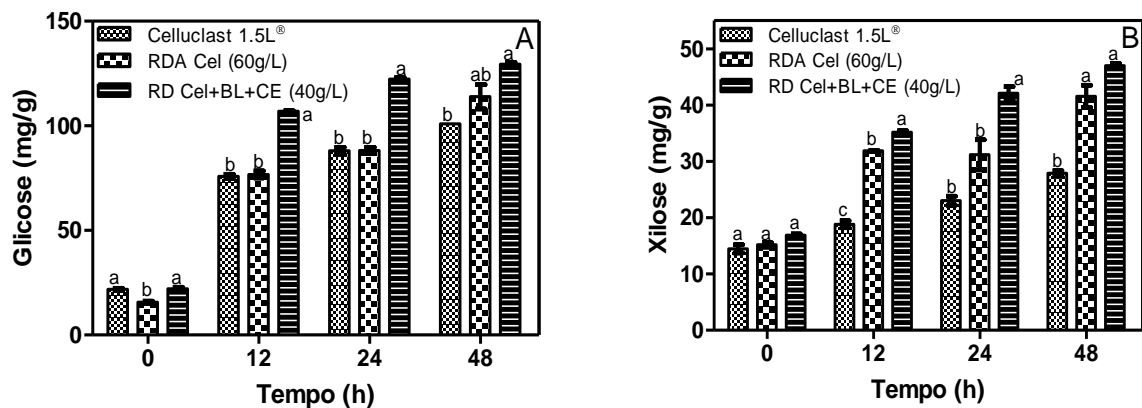 A
Celluclast 1.5L®
RDA Cel (60g/L)
RD Cel+BL+CE (40g/L)
Glicose (mg/g)
150
100
50
0
a b a
b b a
b b a
b ab a
0 12 24 48
Tempo (h)
B
Celluclast 1.5L®
RDA Cel (60g/L)
RD Cel+BL+CE (40g/L)
Xilose (mg/g)
50
40
30
20
10
0
a a a
c b a
b b a
b a a
0 12 24 48
Tempo (h)